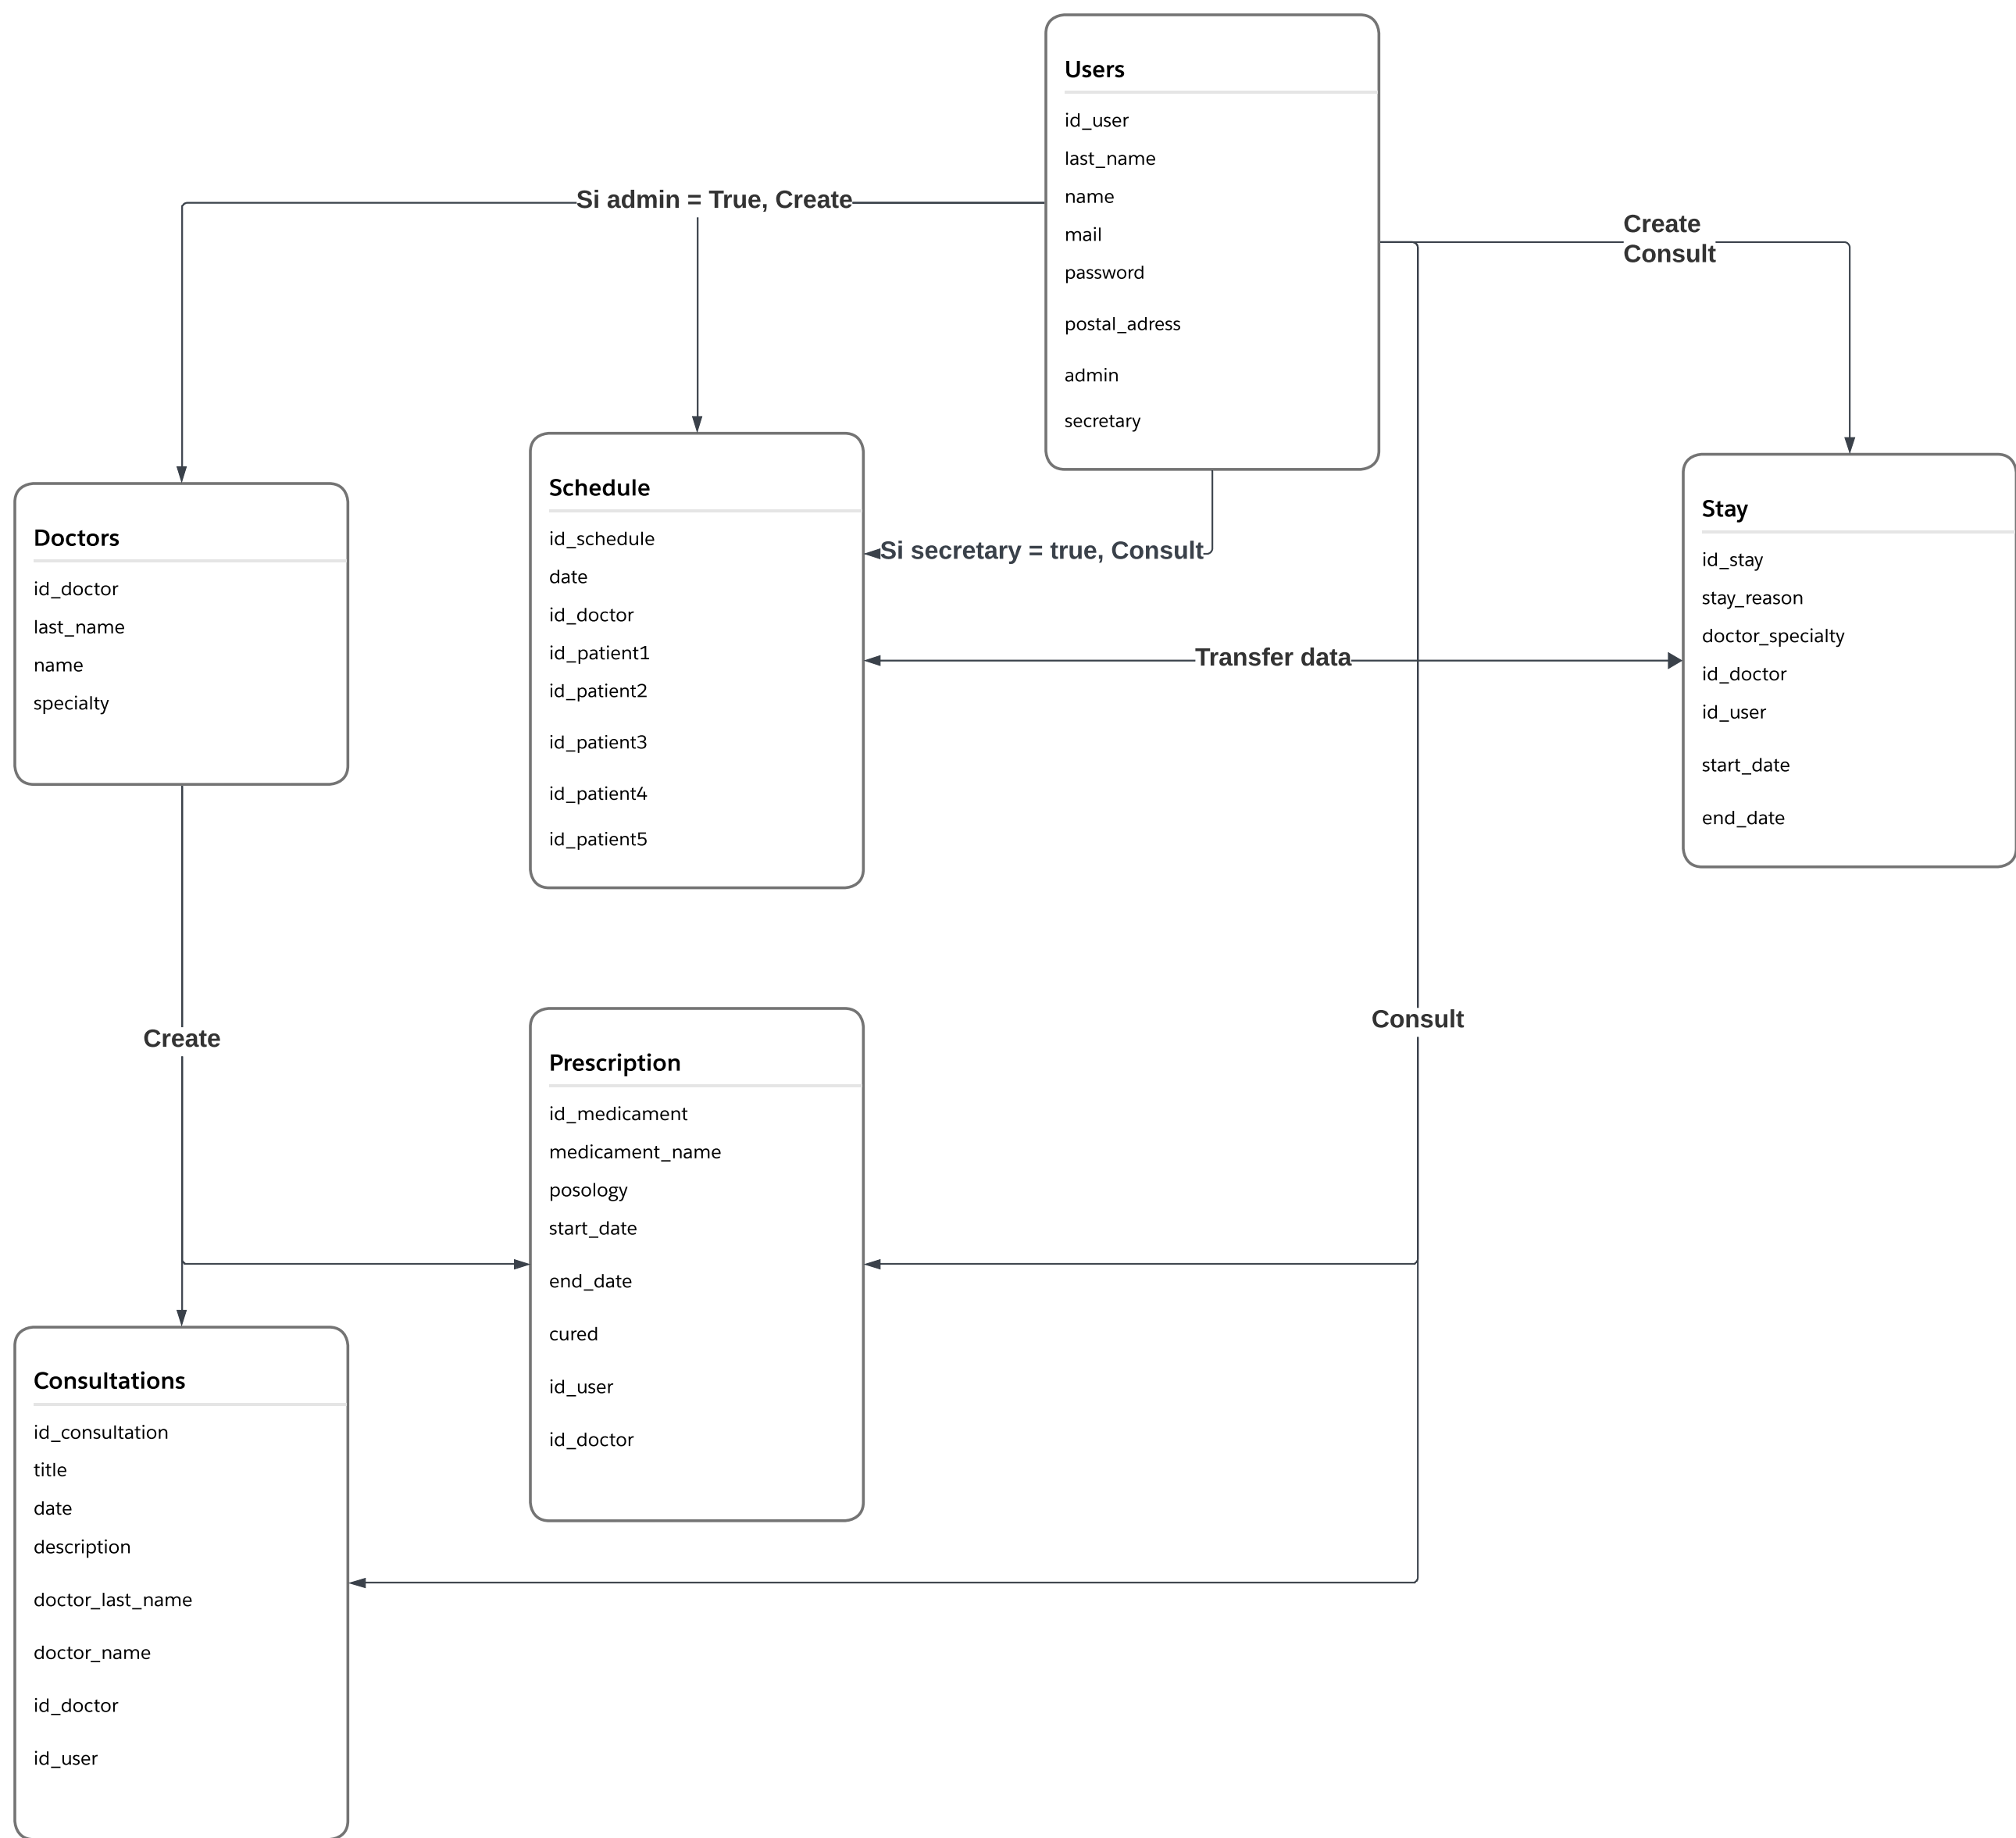 Users
id_user
last_name
name
mail
password
postal_adress
admin
secretary
Si admin = True, Create
Create
Consult
Schedule
id_schedule
date
id_doctor
id_patient1
id_patient2
id_patient3
id_patient4
id_patient5
Si secretary = true, Consult
Transfer data
Stay
id_stay
stay_reason
doctor_specialty
id_doctor
id_user
start_date
end_date
Doctors
id_doctor
last_name
name
specialty
Create
Consult
Prescription
id_medicament
medicament_name
posology
start_date
end_date
cured
id_user
id_doctor
Consultations
id_consultation
title
date
description
doctor_last_name
doctor_name
id_doctor
id_user